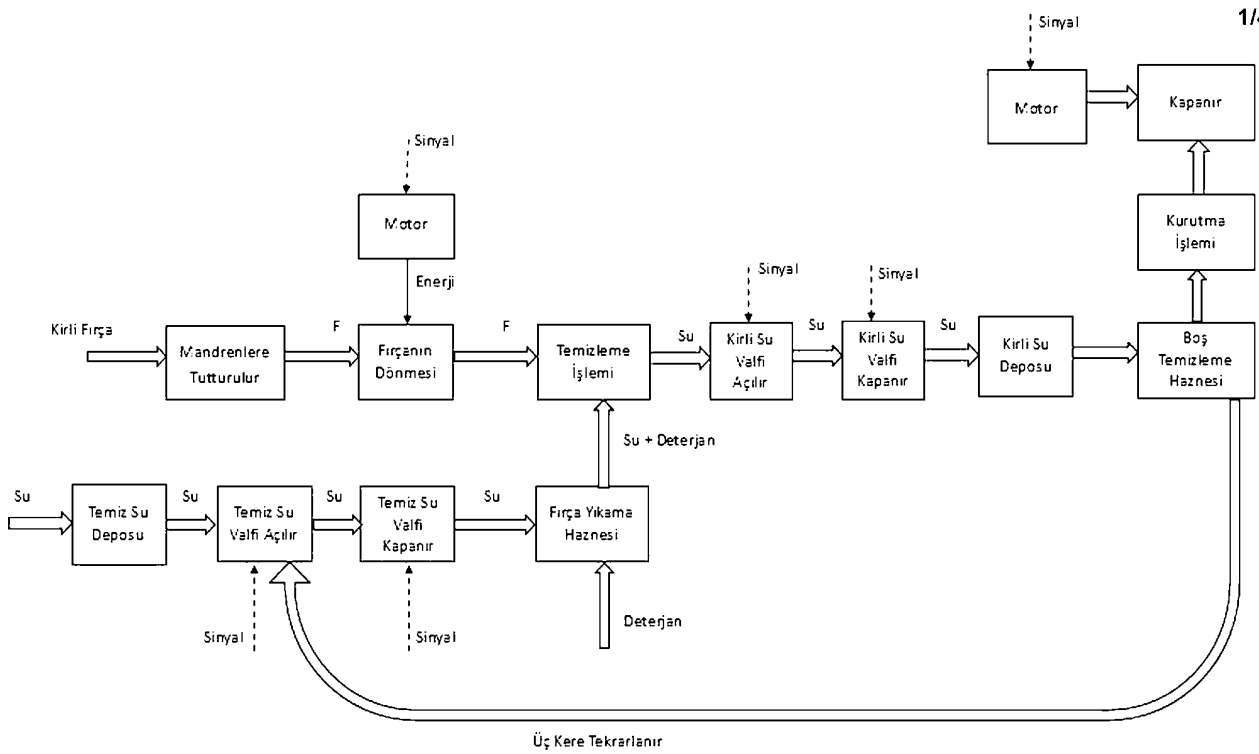 1/4
Sinyal
Motor
Kapanır
Sinyal
Motor
Kurutma
İşlemi
Enerji
Sinyal
Sinyal
Kirli Fırça
Mandrenlere
Tutturulur
F
Fırçanın
Dönmesi
F
Temizleme
İşlemi
Su
Kirli Su
Valfi
Açılır
Su
Kirli Su
Valfi
Kapanır
Su
Kirli Su
Deposu
Boş
Temizleme
Haznesi
Su + Deterjan
Su
Temiz Su
Deposu
Su
Temiz Su
Valfi Açılır
Su
Temiz Su
Valfi
Kapanır
Su
Fırça Yıkama
Haznesi
Sinyal
Sinyal
Deterjan
Üç Kere Tekrarlanır